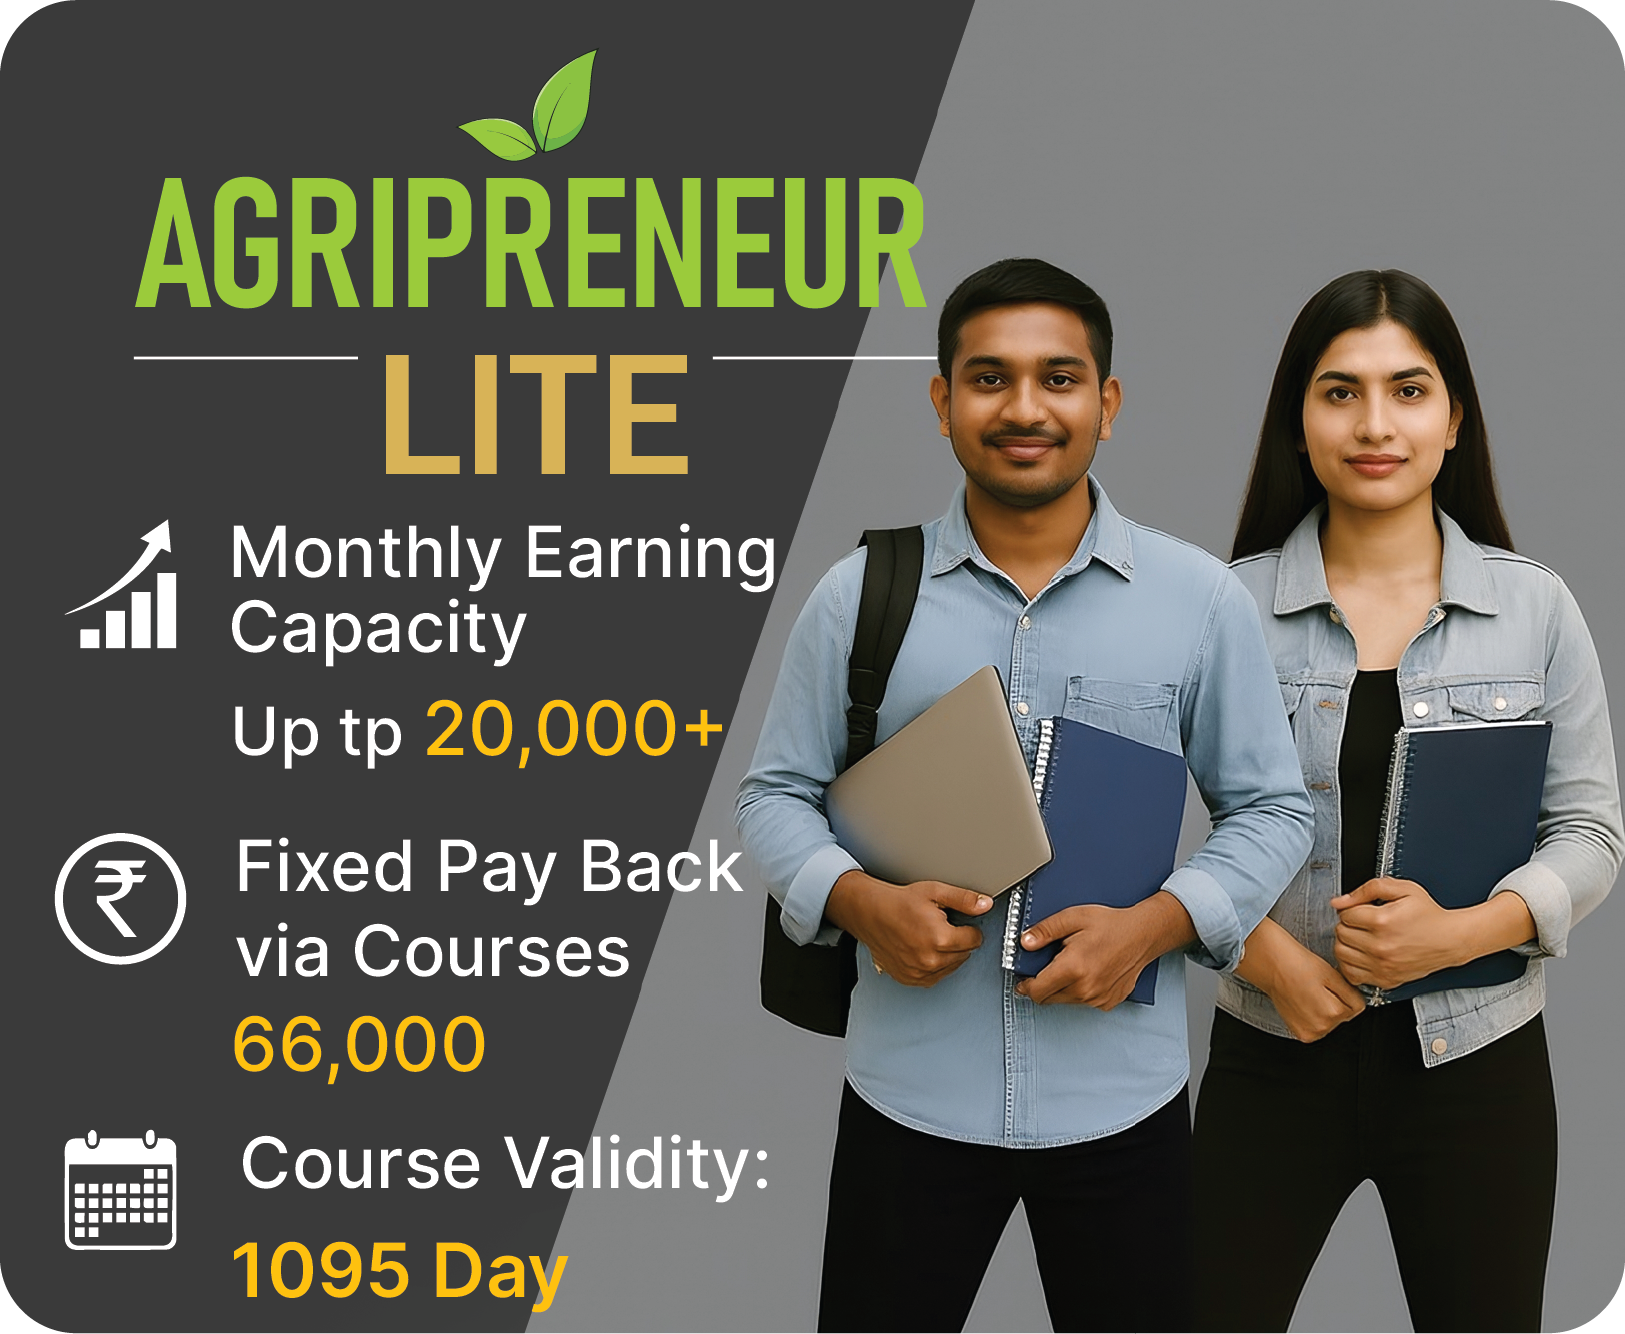 AGRIPRENEUR
LITE
Monthly Earning
Capacity
Up tp 20,000+
₹
Fixed Pay Back
via Courses
66,000
Course Validity:
1095 Day